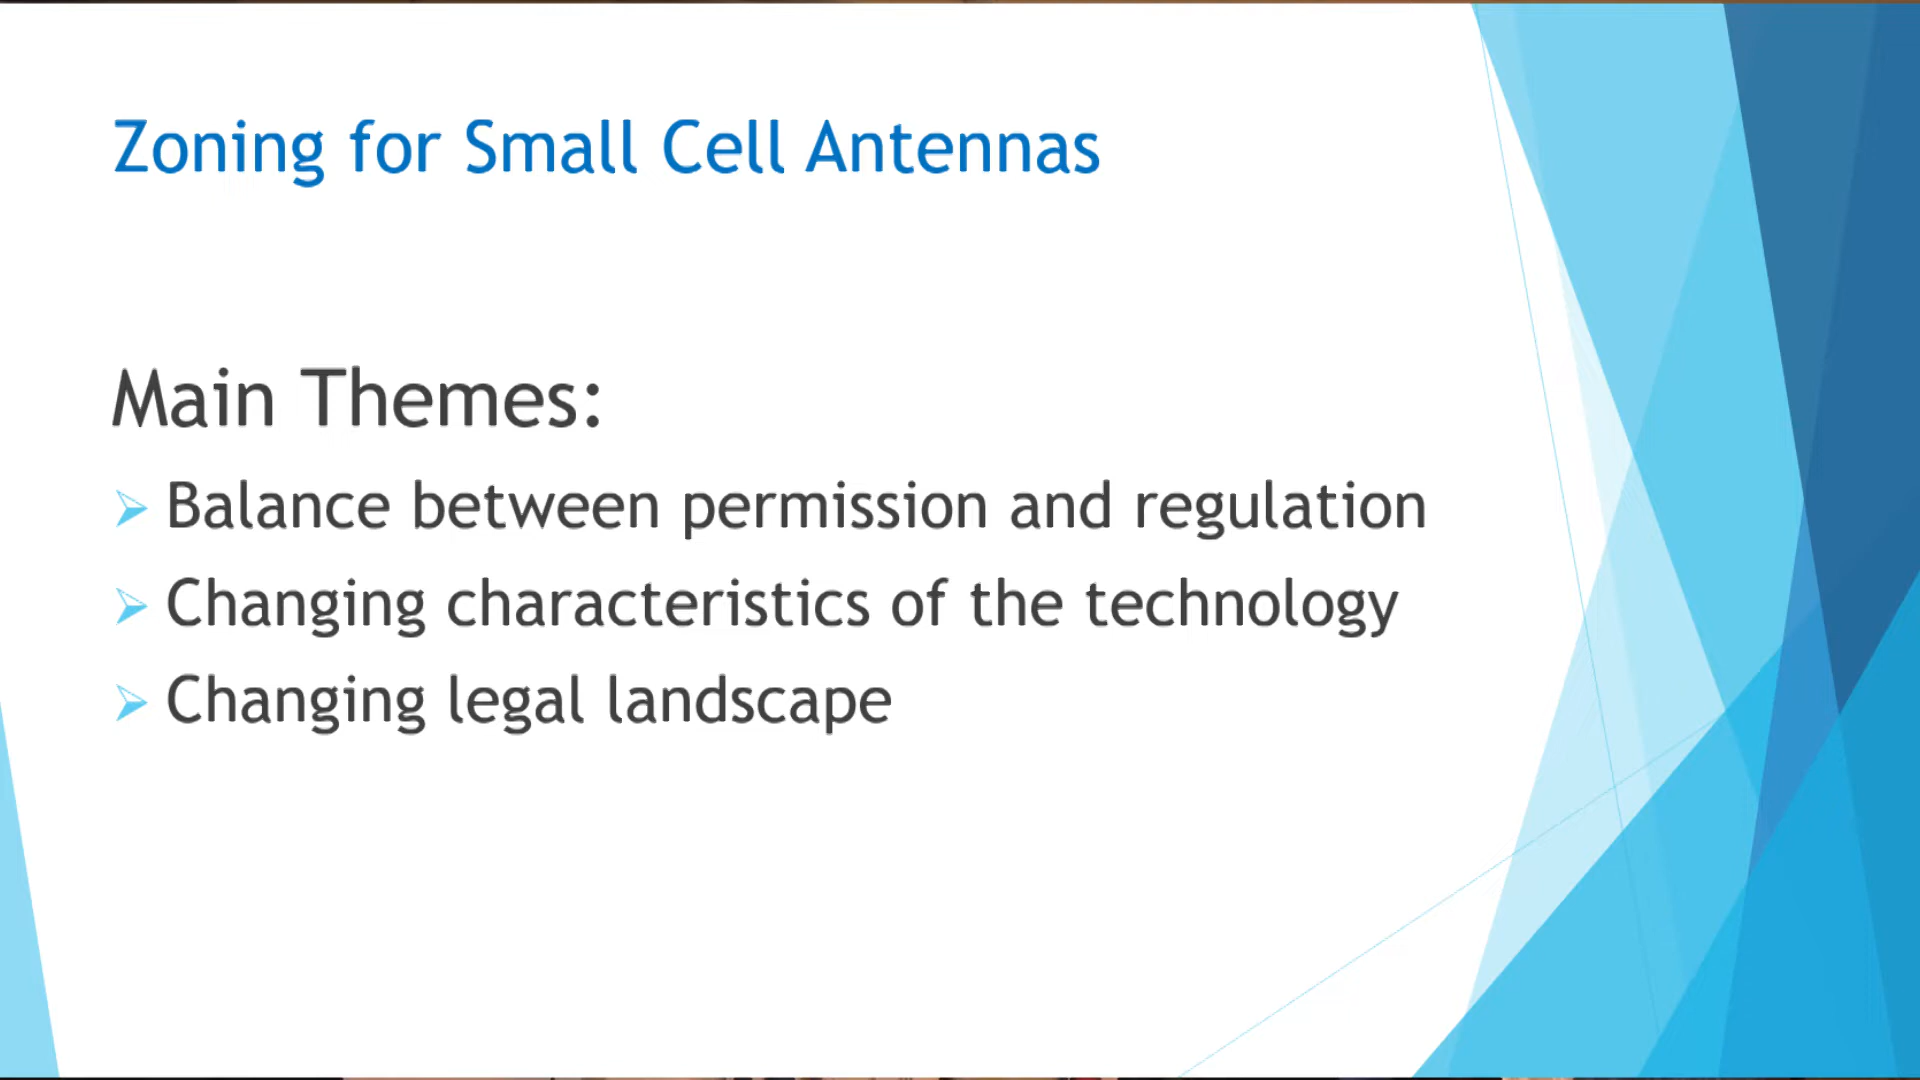 Zoning for Small Cell Antennas
Main Themes:
Balance between permission and regulation
Changing characteristics of the technology
Changing legal landscape